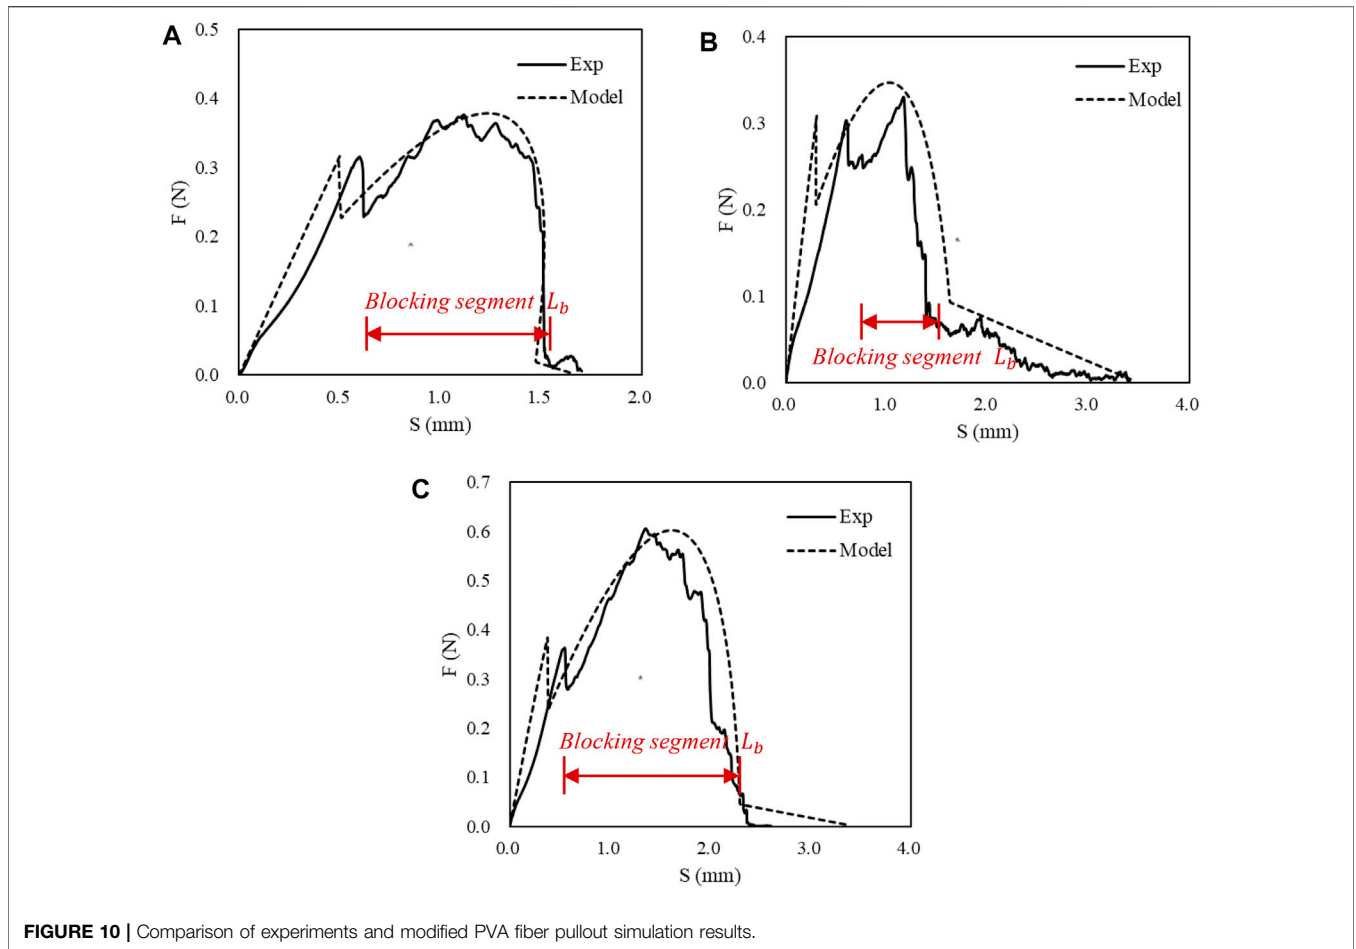 A
0.5
0.4
0.3
0.2
0.1
0.0
F (N)
Exp
Model
Blocking segment L_b
0.0 0.5 1.0 1.5 2.0
S (mm)
B
0.4
0.3
0.2
0.1
0.0
F (N)
Exp
Model
Blocking segment L_b
0.0 1.0 2.0 3.0 4.0
S (mm)
C
0.7
0.6
0.5
0.4
0.3
0.2
0.1
0.0
F (N)
Exp
Model
Blocking segment L_b
0.0 1.0 2.0 3.0 4.0
S (mm)
FIGURE 10 | Comparison of experiments and modified PVA fiber pullout simulation results.